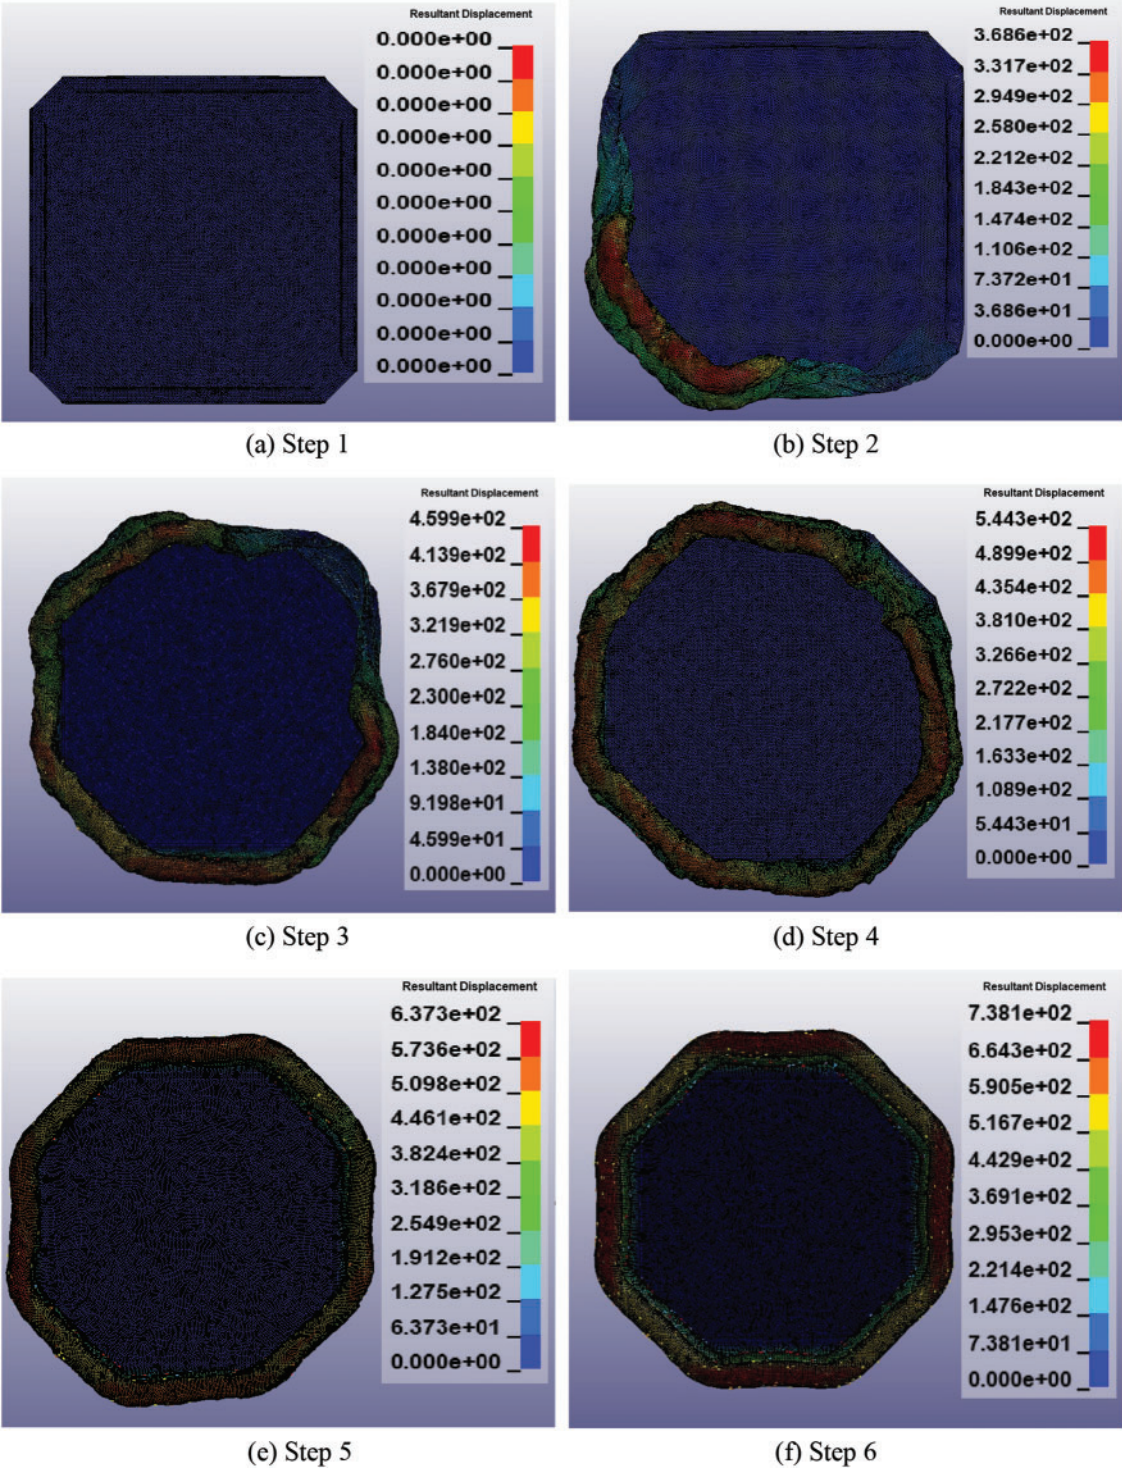 Resultant Displacement
0.000e+00
0.000e+00
0.000e+00
0.000e+00
0.000e+00
0.000e+00
0.000e+00
0.000e+00
0.000e+00
0.000e+00
0.000e+00
(a) Step 1
Resultant Displacement
3.686e+02
3.317e+02
2.949e+02
2.580e+02
2.212e+02
1.843e+02
1.474e+02
1.106e+02
7.372e+01
3.686e+01
0.000e+00
(b) Step 2
Resultant Displacement
4.599e+02
4.139e+02
3.679e+02
3.219e+02
2.760e+02
2.300e+02
1.840e+02
1.380e+02
9.198e+01
4.599e+01
0.000e+00
(c) Step 3
Resultant Displacement
5.443e+02
4.899e+02
4.354e+02
3.810e+02
3.266e+02
2.722e+02
2.177e+02
1.633e+02
1.089e+02
5.443e+01
0.000e+00
(d) Step 4
Resultant Displacement
6.373e+02
5.736e+02
5.098e+02
4.461e+02
3.824e+02
3.186e+02
2.549e+02
1.912e+02
1.275e+02
6.373e+01
0.000e+00
(e) Step 5
Resultant Displacement
7.381e+02
6.643e+02
5.905e+02
5.167e+02
4.429e+02
3.691e+02
2.953e+02
2.214e+02
1.476e+02
7.381e+01
0.000e+00
(f) Step 6